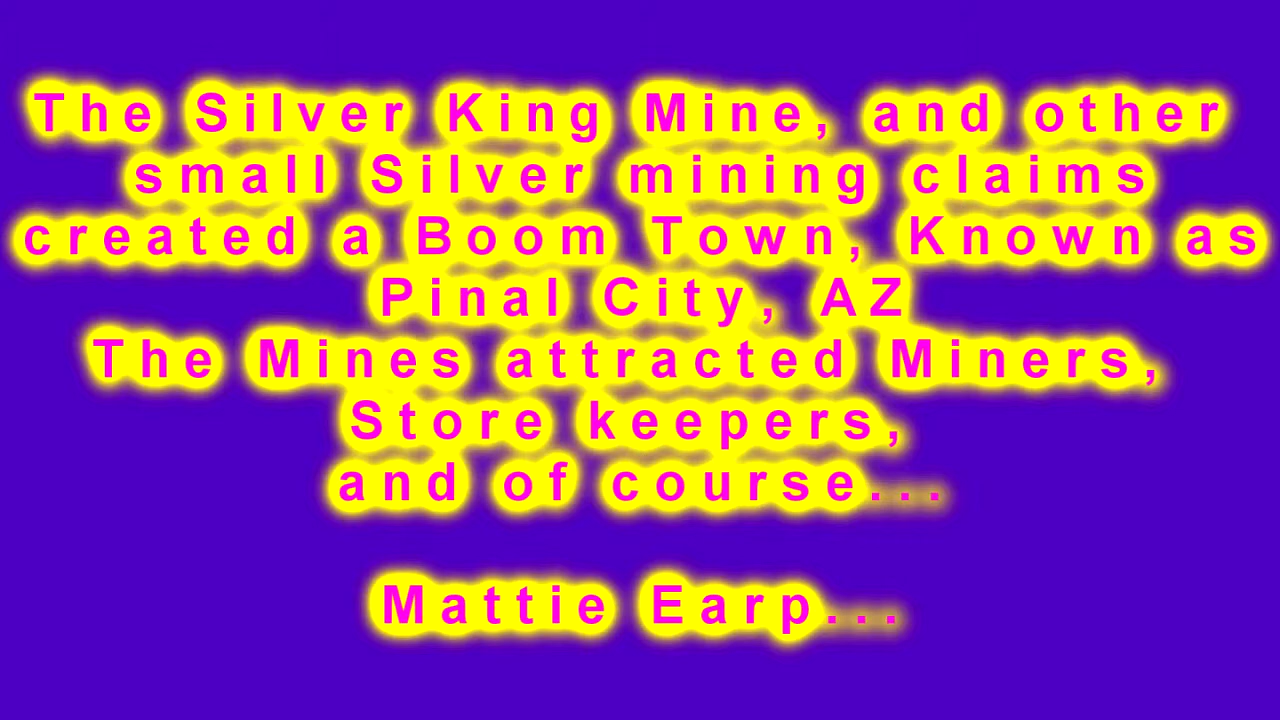 The Silver King Mine, and other
small Silver mining claims
created a Boom Town, Known as
Pinal City, AZ
The Mines attracted Miners,
Store keepers,
and of course...
Mattie Earp...